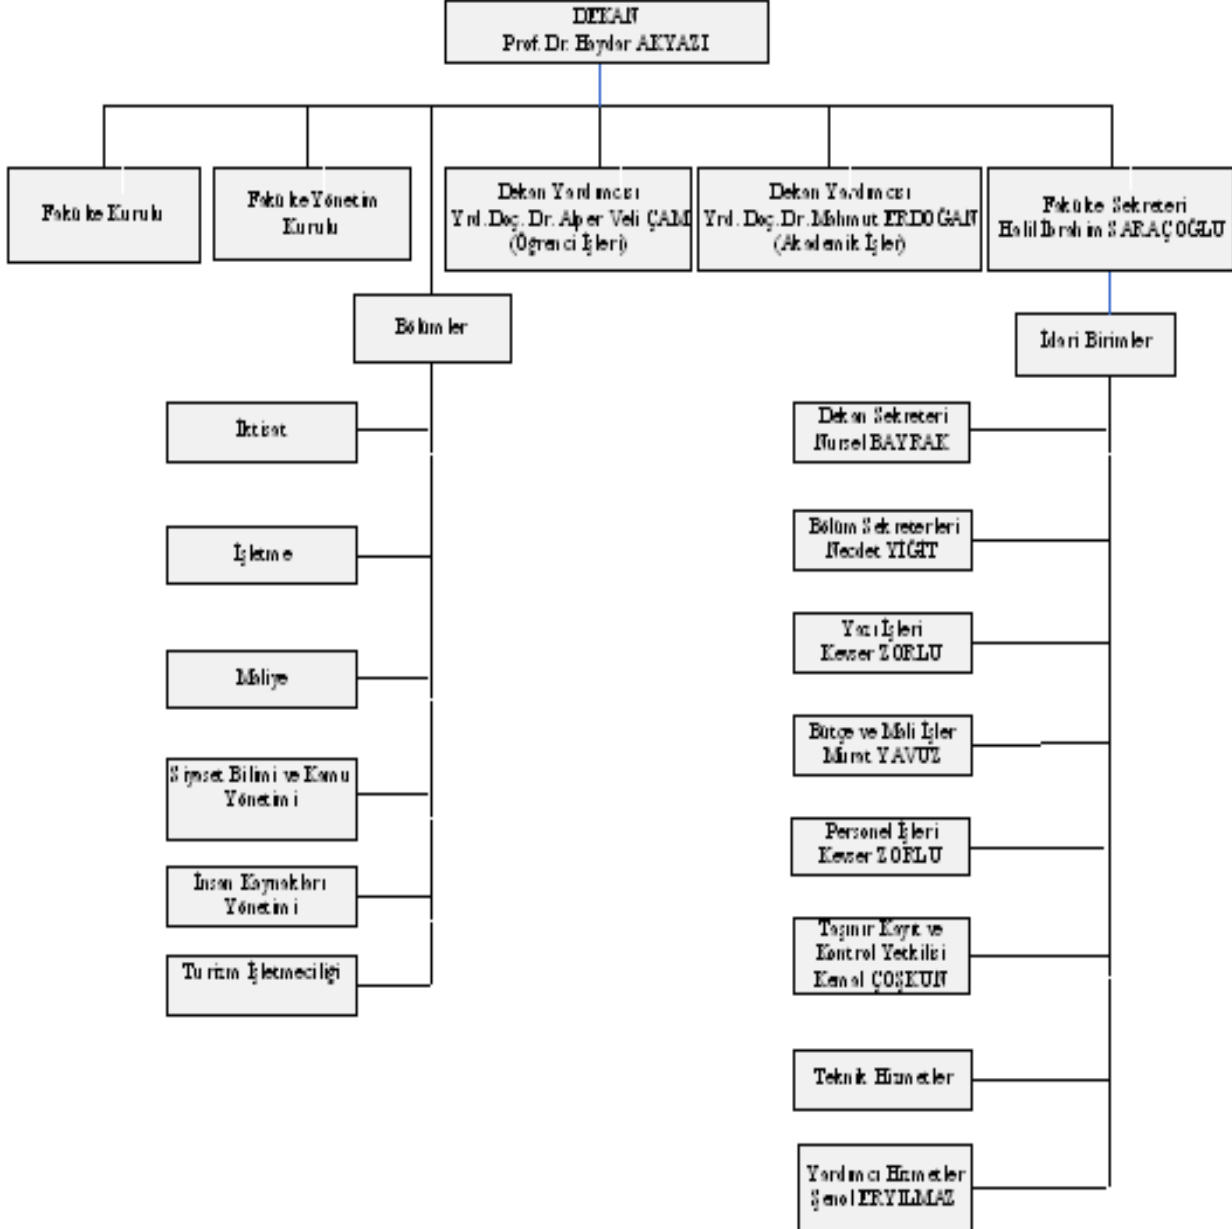 DEKAN
Prof. Dr. Haydar AKYAZI
Fakülte Kurulu
Fakülte Yönetim
Kurulu
Dekan Yardımcısı
Yrd. Doç. Dr. Alper Veli ÇAM
(Öğrenci İşleri)
Dekan Yardımcısı
Yrd. Doç. Dr. Mahmut ERDOĞAN
(Akademik İşler)
Fakülte Sekreteri
Halil İbrahim SARAÇOĞLU
Bölümler
İdari Birimler
İktisat
İşletme
Maliye
Siyaset Bilimi ve Kamu
Yönetimi
İnsan Kaynakları
Yönetimi
Turizm İşletmeciliği
Dekan Sekreteri
Nursel BAYRAK
Bölüm Sekreterleri
Necdet YİĞİT
Yazı İşleri
Kevser ZORLU
Bütçe ve Mali İşler
Murat YAVUZ
Personel İşleri
Kevser ZORLU
Taşınır Kayıt ve
Kontrol Yetkilisi
Kemal ÇOŞKUN
Teknik Hizmetler
Yardımcı Hizmetler
Şenol ERYILMAZ